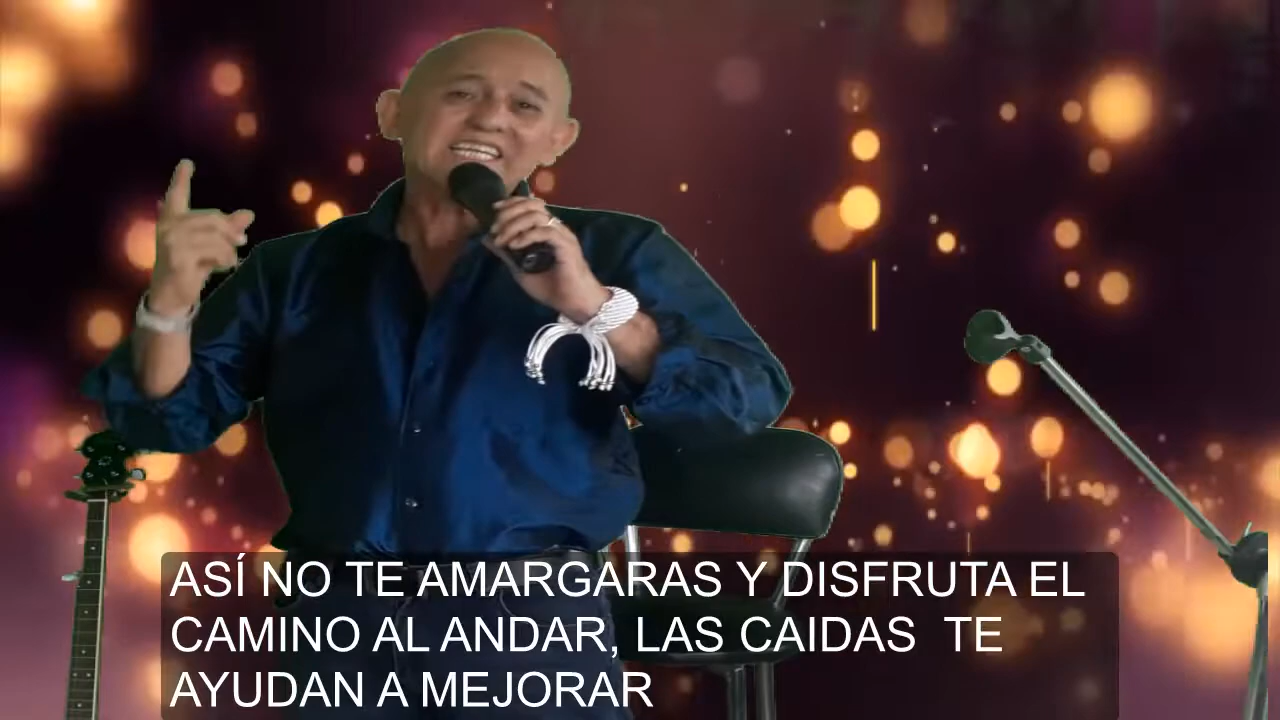 ASÍ NO TE AMARGARAS Y DISFRUTA EL
CAMINO AL ANDAR, LAS CAIDAS  TE
AYUDAN A MEJORAR